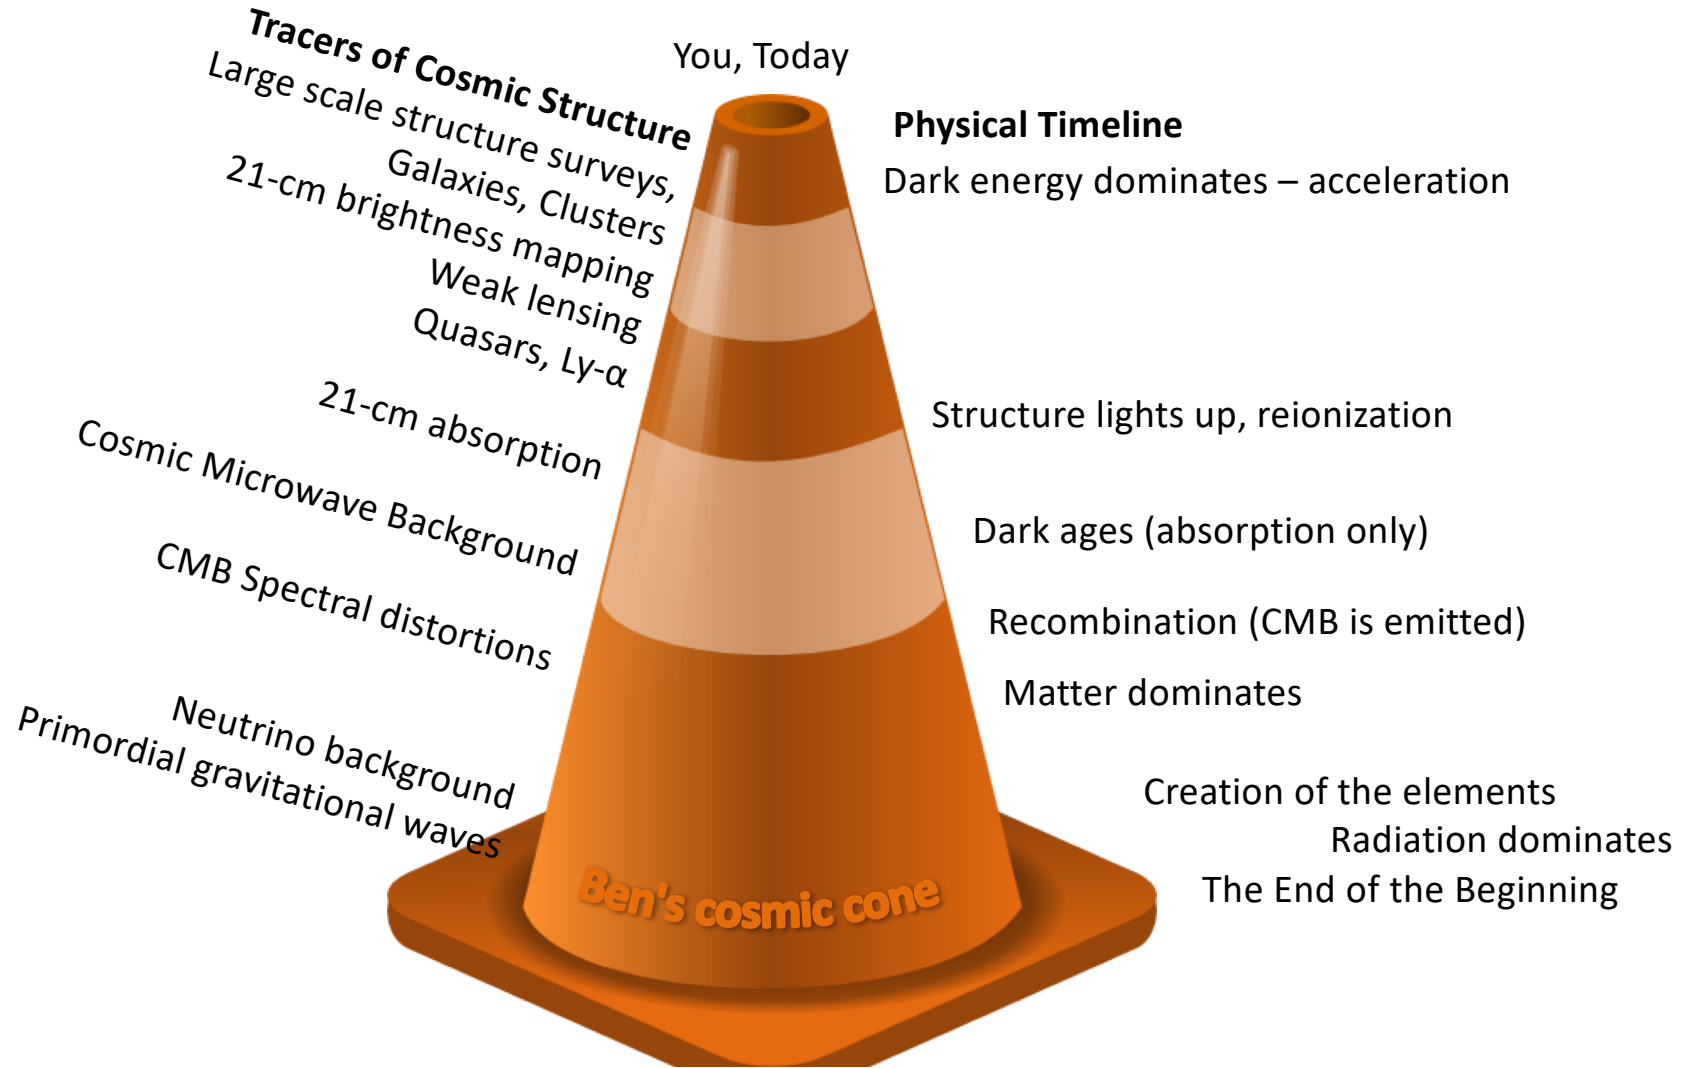 You, Today
Tracers of Cosmic Structure
Large scale structure surveys,
Galaxies, Clusters
21-cm brightness mapping
Weak lensing
Quasars, Ly-α
21-cm absorption
Cosmic Microwave Background
CMB Spectral distortions
Neutrino background
Primordial gravitational waves
Physical Timeline
Dark energy dominates – acceleration
Structure lights up, reionization
Dark ages (absorption only)
Recombination (CMB is emitted)
Matter dominates
Creation of the elements
Radiation dominates
The End of the Beginning
Ben's cosmic cone